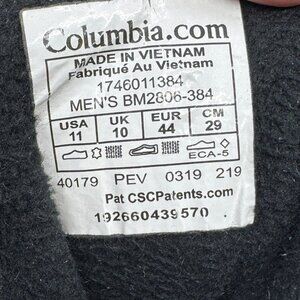 Columbia.com
MADE IN VIETNAM
Fabriqué Au Vietnam
1746011384
MEN'S BM2806-384
USA UK EUR CM
11 10 44 29
ECA-5
40179 PEV 0319 219
Pat CSCPatents.com
192660439570